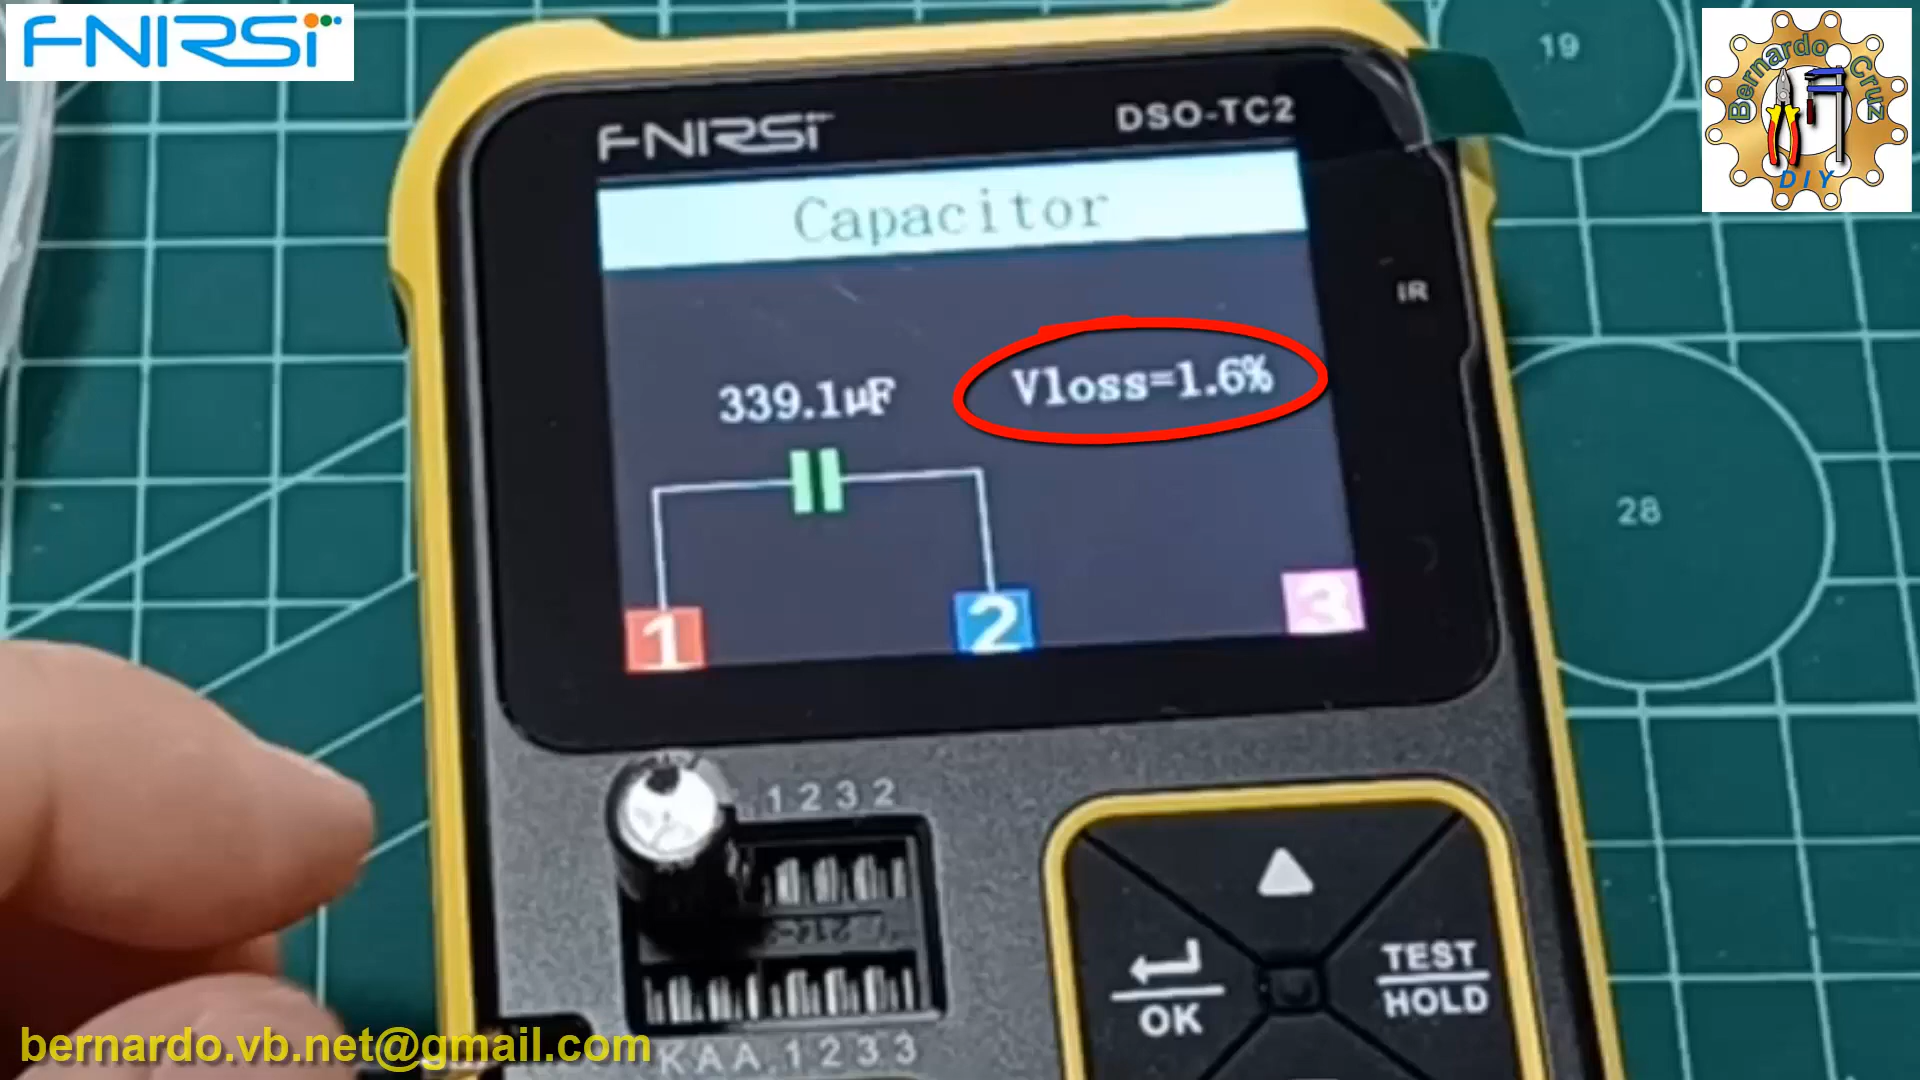 FNIRSI
Bernardo Cruz
DIY
19
FNIRSI
DSO-TC2
Capacitor
IR
339.1µF
Vloss=1.6%
28
1
2
3
1 2 3 2
OK
TEST
HOLD
K A A 1 2 3 3
bernardo.vb.net@gmail.com